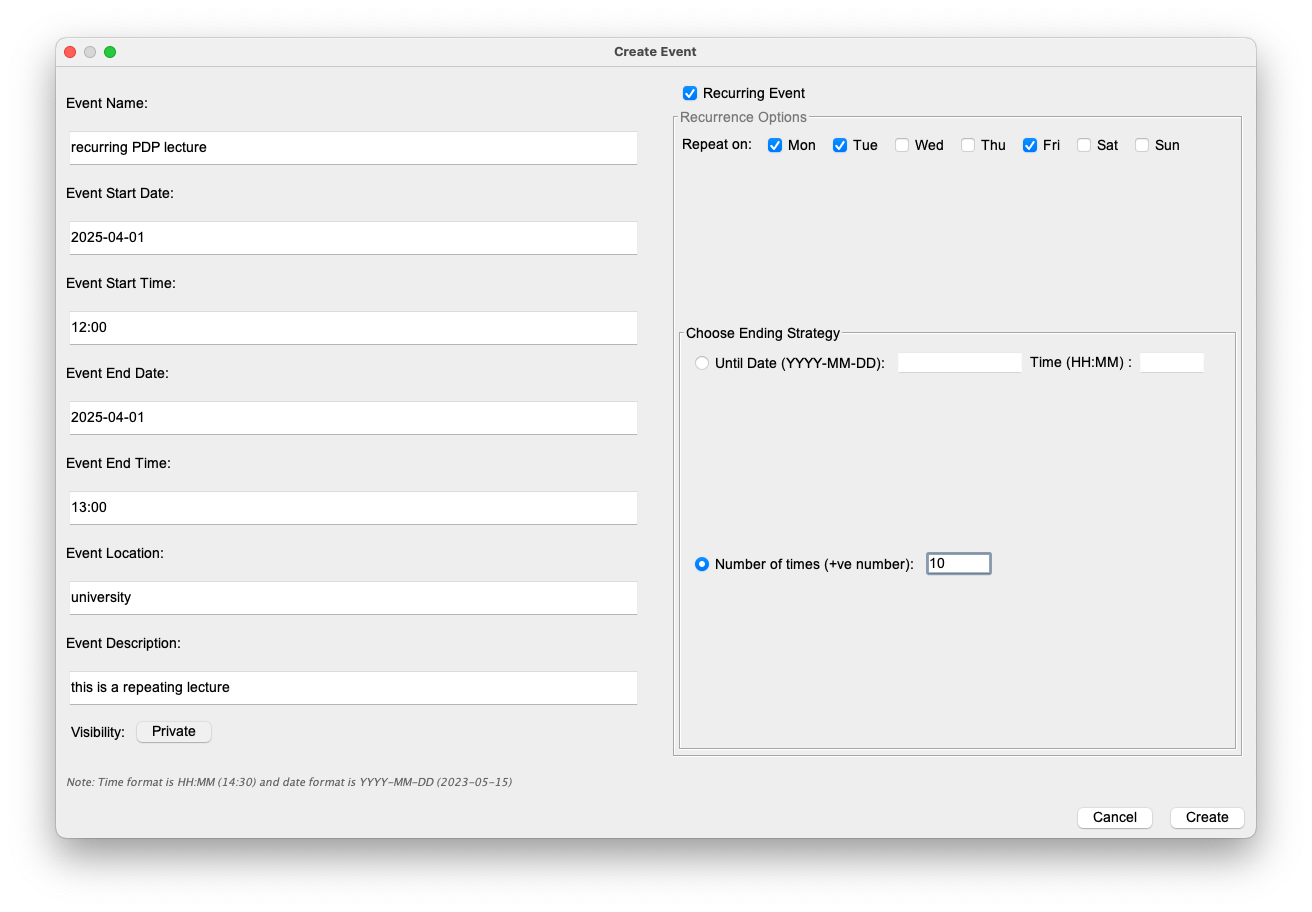 Create Event
Event Name:
recurring PDP lecture
Event Start Date:
2025-04-01
Event Start Time:
12:00
Event End Date:
2025-04-01
Event End Time:
13:00
Event Location:
university
Event Description:
this is a repeating lecture
Visibility: Private
Note: Time format is HH:MM (14:30) and date format is YYYY-MM-DD (2023-05-15)
Recurring Event
Recurrence Options
Repeat on: Mon Tue Wed Thu Fri Sat Sun
Choose Ending Strategy
Until Date (YYYY-MM-DD): Time (HH:MM) :
Number of times (+ve number): 10
Cancel Create